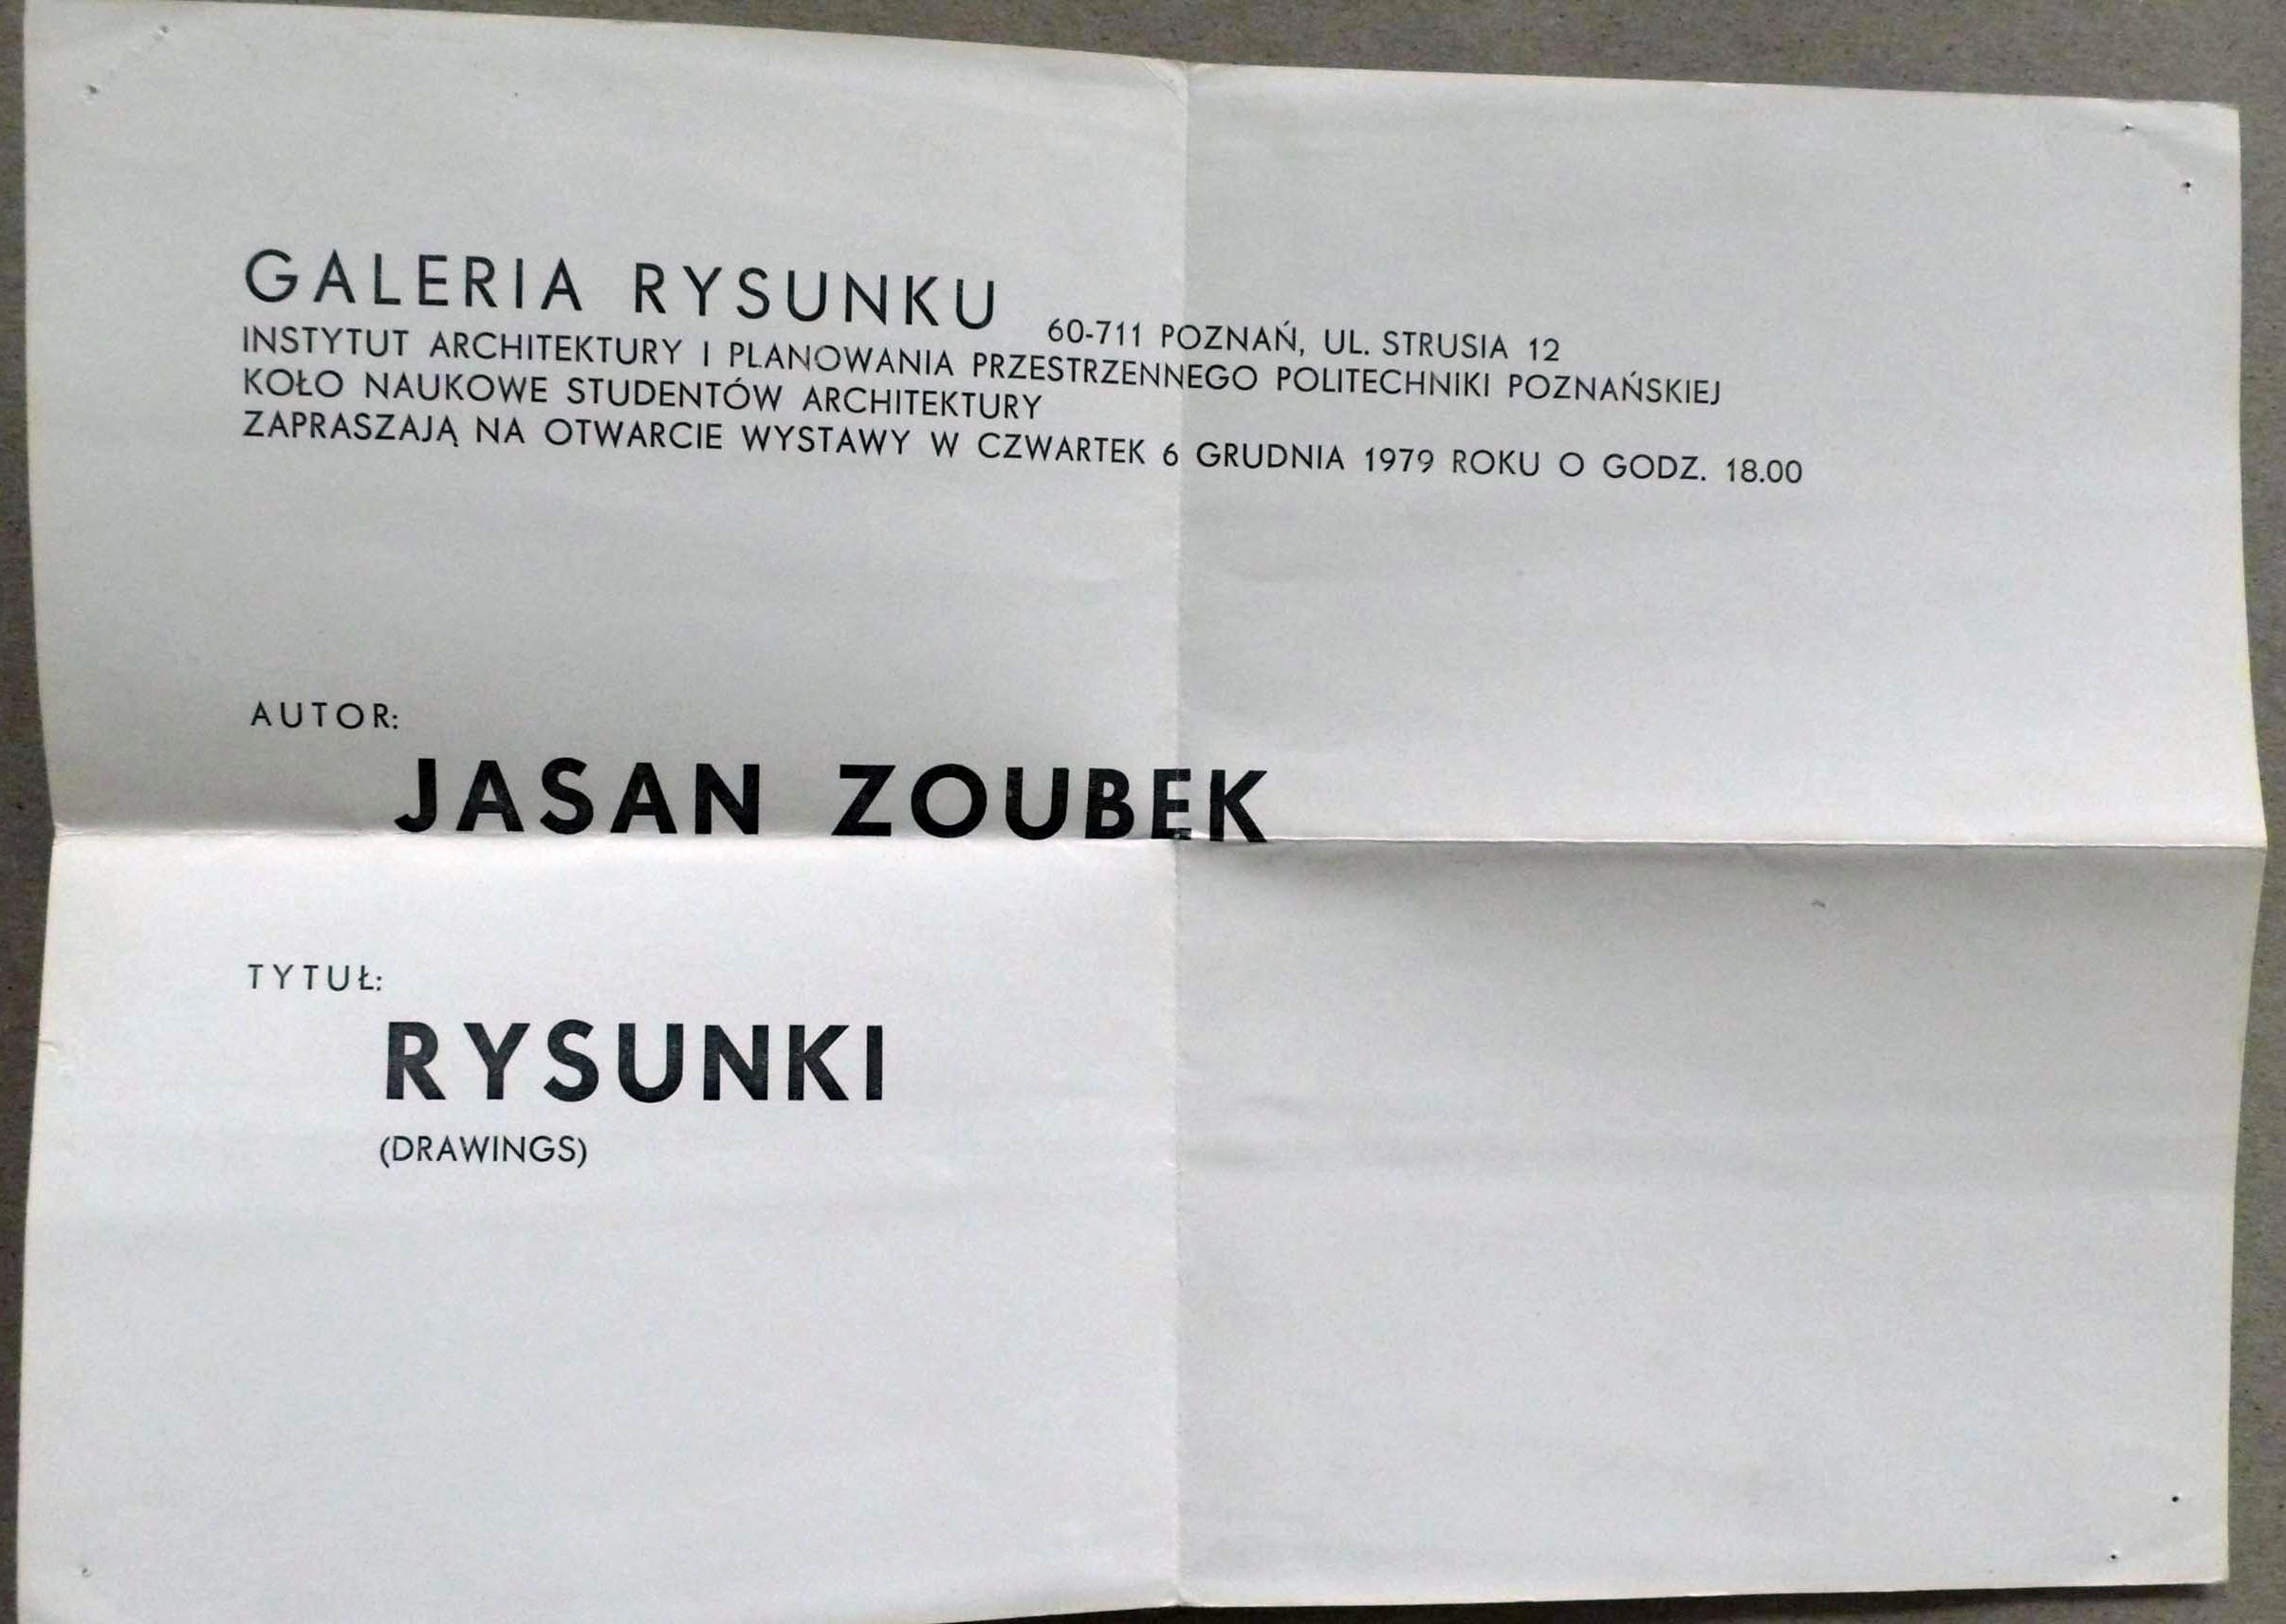 GALERIA RYSUNKU 60-711 POZNAŃ, UL. STRUSIA 12
INSTYTUT ARCHITEKTURY I PLANOWANIA PRZESTRZENNEGO POLITECHNIKI POZNAŃSKIEJ
KOŁO NAUKOWE STUDENTÓW ARCHITEKTURY
ZAPRASZAJĄ NA OTWARCIE WYSTAWY W CZWARTEK 6 GRUDNIA 1979 ROKU O GODZ. 18.00
AUTOR:
JASAN ZOUBEK
TYTUŁ:
RYSUNKI
(DRAWINGS)